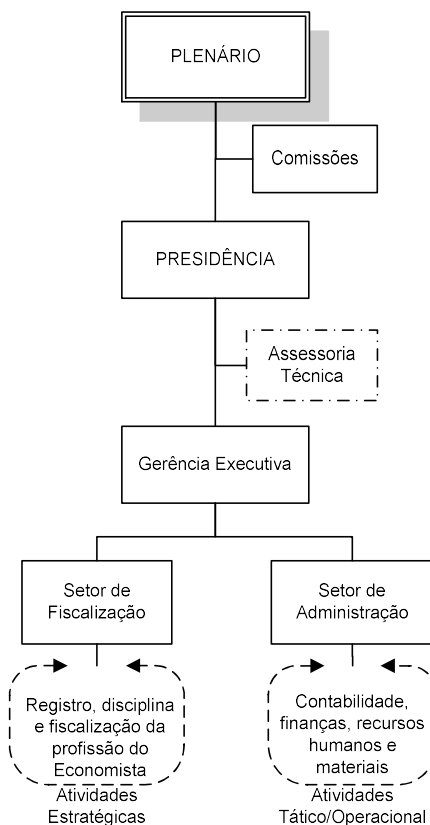 PLENÁRIO
Comissões
PRESIDÊNCIA
Assessoria
Técnica
Gerência Executiva
Setor de
Fiscalização
Setor de
Administração
Registro, disciplina
e fiscalização da
profissão do
Economista
Contabilidade,
finanças, recursos
humanos e
materiais
Atividades
Estratégicas
Atividades
Tático/Operacional